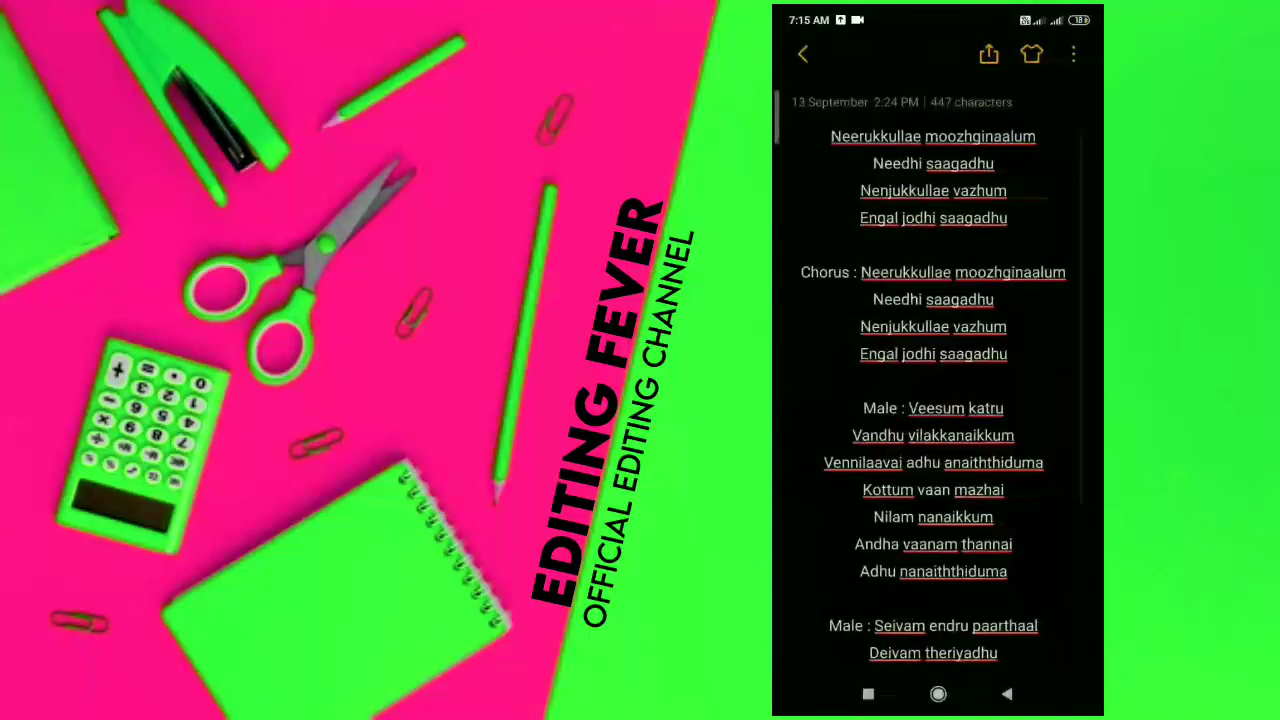 EDITING FEVER
OFFICIAL EDITING CHANNEL
7:15 AM
18
13 September 2:24 PM | 447 characters
Neerukkullae moozhginaalum
Needhi saagadhu
Nenjukkullae vazhum
Engal jodhi saagadhu
Chorus : Neerukkullae moozhginaalum
Needhi saagadhu
Nenjukkullae vazhum
Engal jodhi saagadhu
Male : Veesum katru
Vandhu vilakkanaikkum
Vennilaavai adhu anaiththiduma
Kottum vaan mazhai
Nilam nanaikkum
Andha vaanam thannai
Adhu nanaiththiduma
Male : Seivam endru paarthaal
Deivam theriyadhu